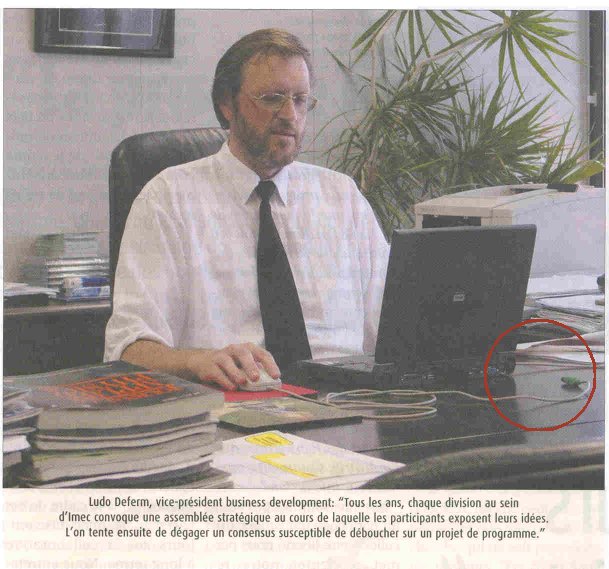 Ludo Deferm, vice-président business development: “Tous les ans, chaque division au sein
d’Imec convoque une assemblée stratégique au cours de laquelle les participants exposent leurs idées.
L’on tente ensuite de dégager un consensus susceptible de déboucher sur un projet de programme.”